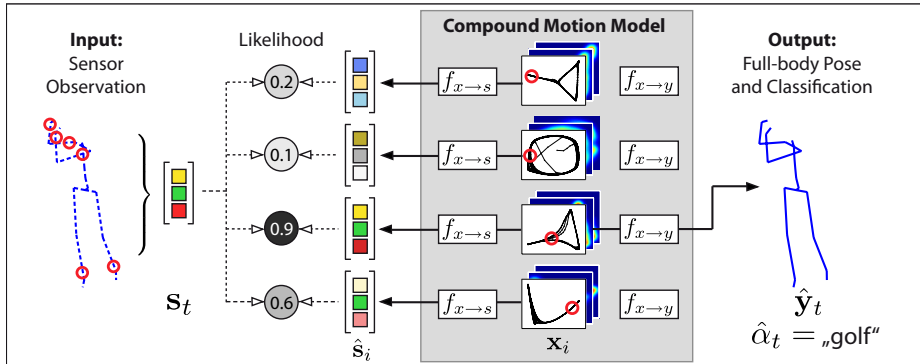 Input:
Sensor
Observation
Likelihood
Compound Motion Model
Output:
Full-body Pose
and Classification
0.2
f_{x→s}
f_{x→y}
0.1
f_{x→s}
f_{x→y}
0.9
f_{x→s}
f_{x→y}
0.6
f_{x→s}
f_{x→y}
s_t
ŝ_i
x_i
ŷ_t
α̂_t = „golf“